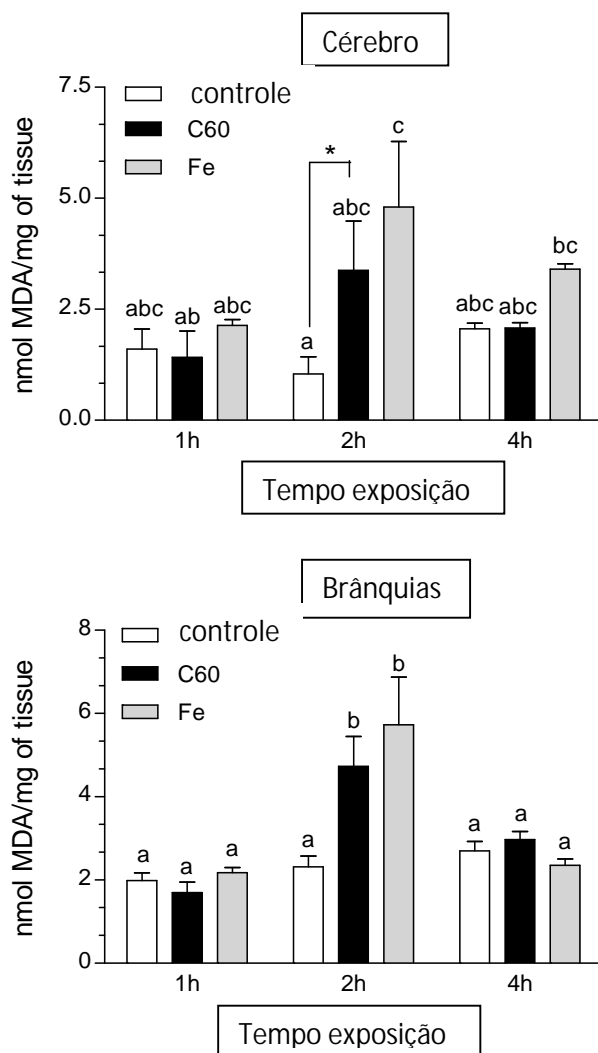 Cérebro
7.5
controle
C60
Fe
c
*
5.0
abc
bc
abc
abc
abc
abc
2.5
ab
a
0.0
nmol MDA/mg of tissue
1h
2h
4h
Tempo exposição
Brânquias
8
controle
C60
Fe
b
b
6
4
a
a
a
a
a
a
a
2
0
nmol MDA/mg of tissue
1h
2h
4h
Tempo exposição